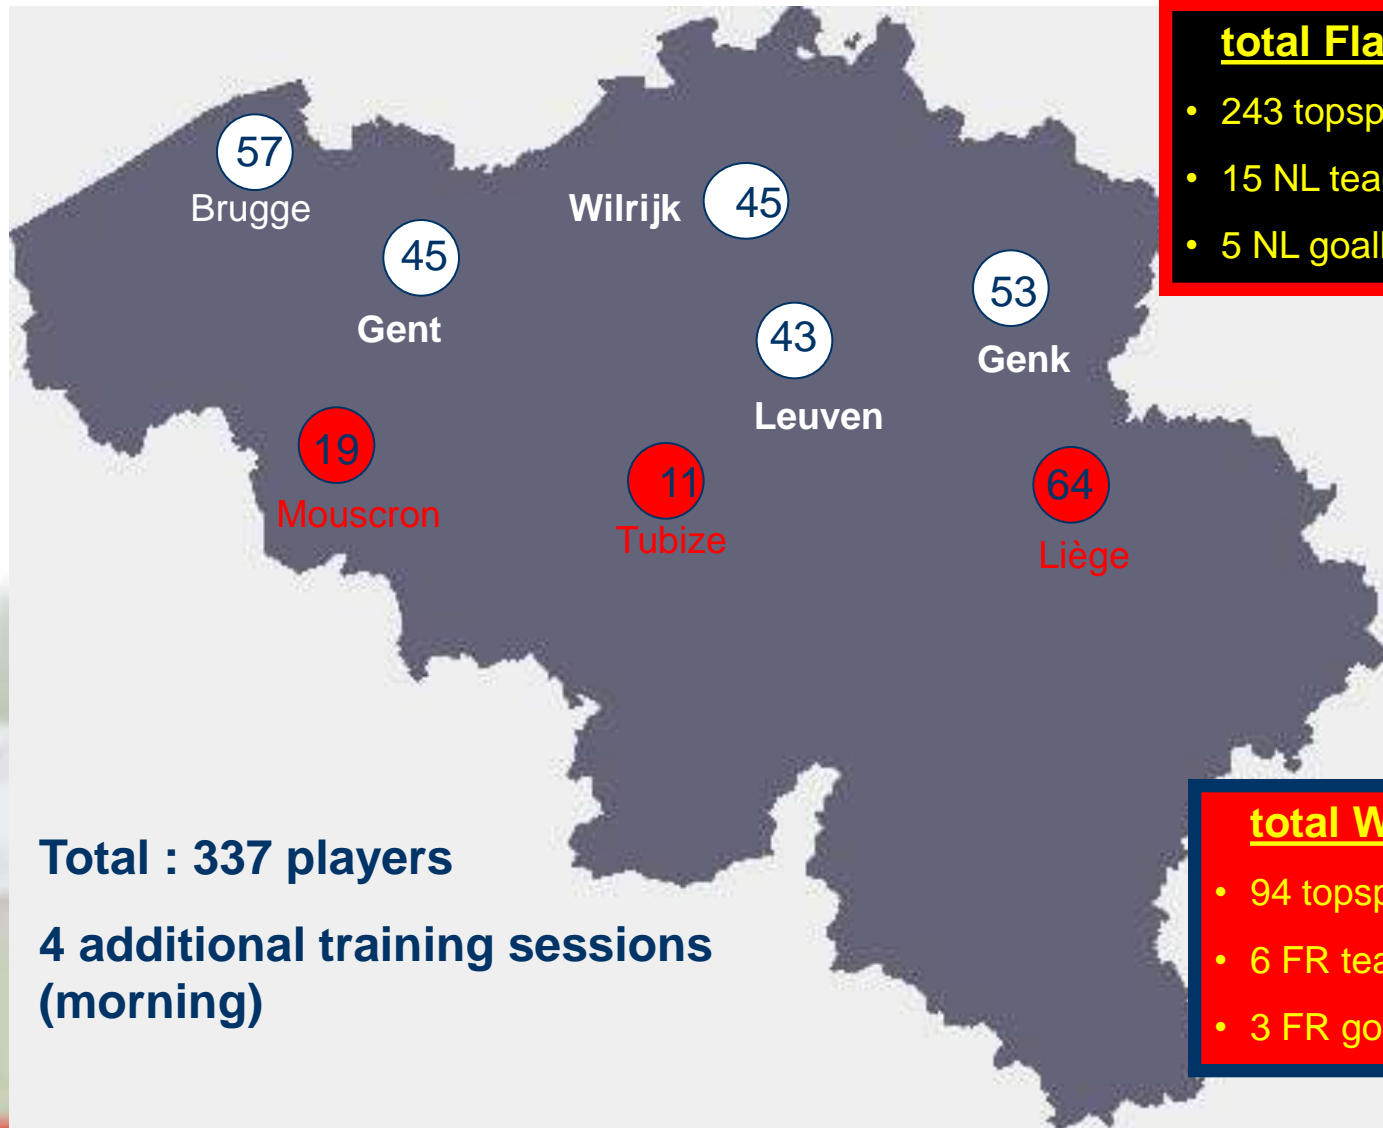 total Fla
• 243 topsp
• 15 NL tea
• 5 NL goal
57
Brugge
45
Gent
Wilrijk 45
53
Genk
43
Leuven
19
Mouscron
11
Tubize
64
Liège
total W
• 94 topsp
• 6 FR tea
• 3 FR go
Total : 337 players
4 additional training sessions
(morning)